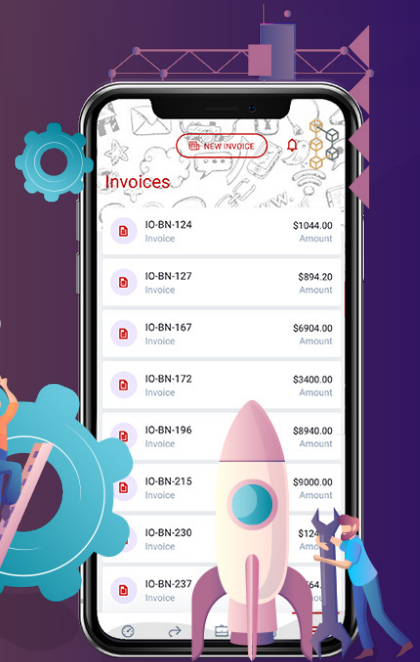 NEW INVOICE
Invoices
IO-BN-124
$1044.00
Invoice
Amount
IO-BN-127
$894.20
Invoice
Amount
IO-BN-167
$6904.00
Invoice
Amount
IO-BN-172
$3400.00
Invoice
Amount
IO-BN-196
$8940.00
Invoice
Amount
IO-BN-215
$9000.00
Invoice
IO-BN-230
Invoice
IO-BN-237
Invoice